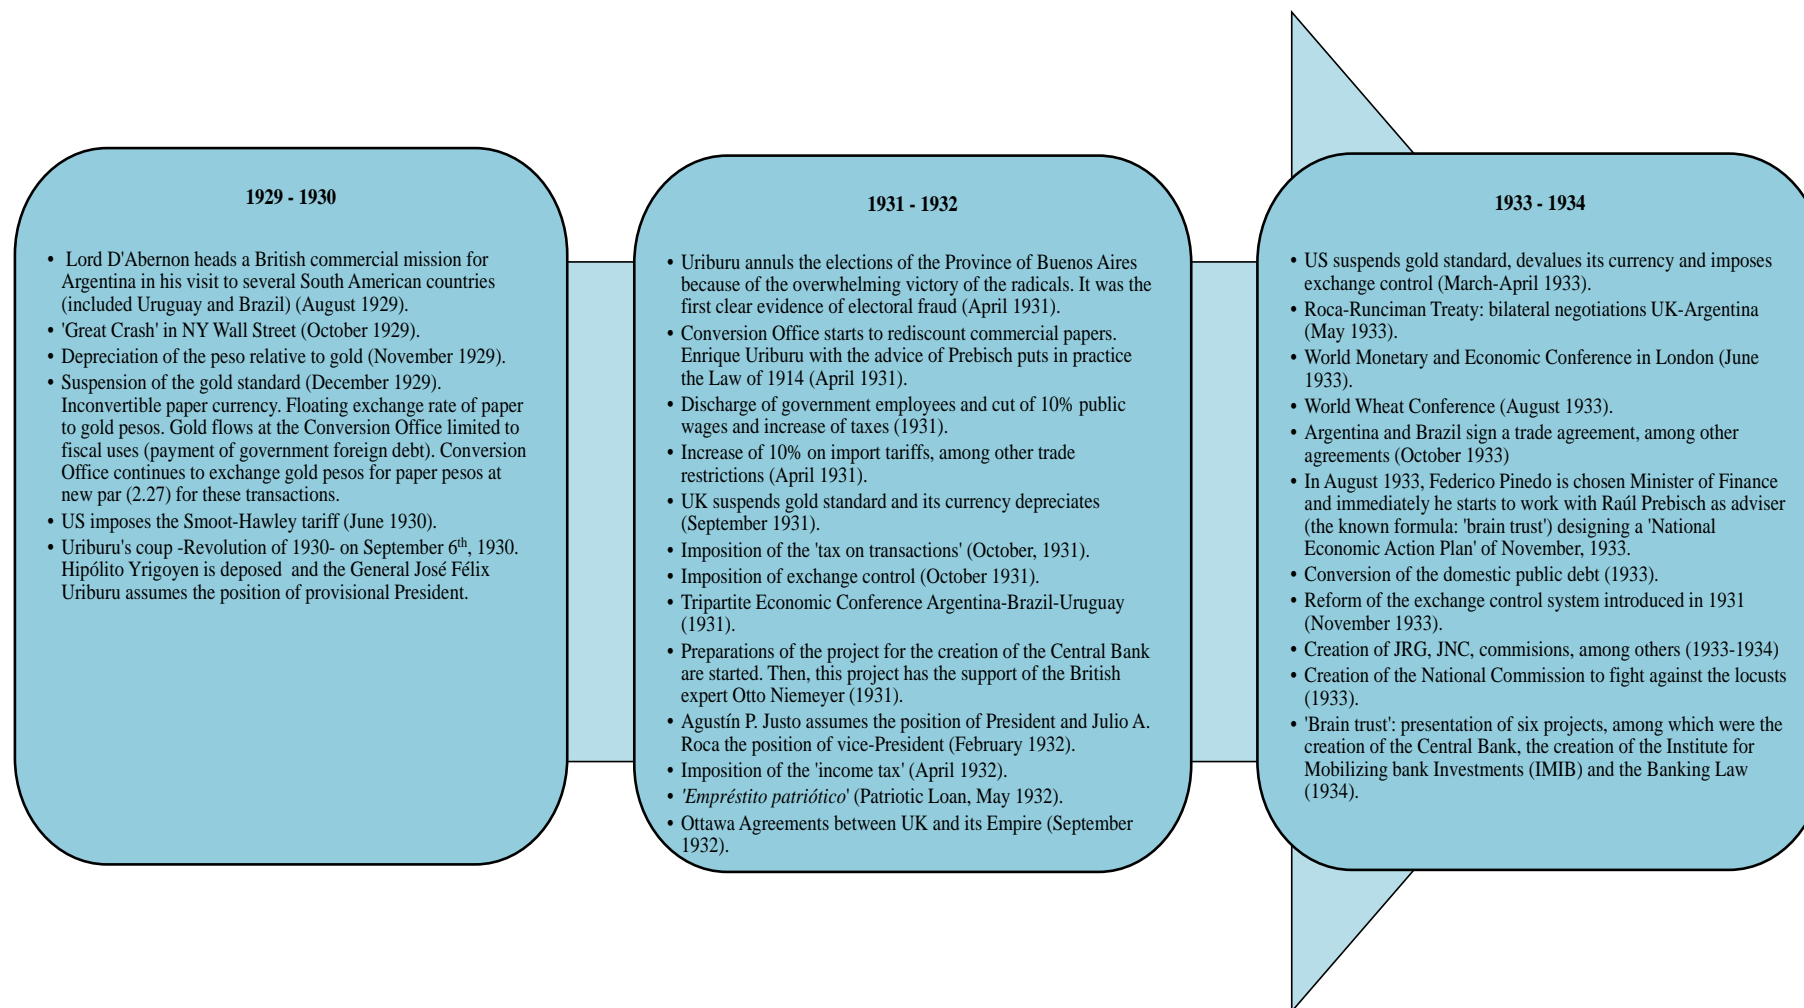 1929 - 1930
• Lord D'Abernon heads a British commercial mission for
Argentina in his visit to several South American countries
(included Uruguay and Brazil) (August 1929).
• 'Great Crash' in NY Wall Street (October 1929).
• Depreciation of the peso relative to gold (November 1929).
• Suspension of the gold standard (December 1929).
Inconvertible paper currency. Floating exchange rate of paper
to gold pesos. Gold flows at the Conversion Office limited to
fiscal uses (payment of government foreign debt). Conversion
Office continues to exchange gold pesos for paper pesos at
new par (2.27) for these transactions.
• US imposes the Smoot-Hawley tariff (June 1930).
• Uriburu's coup -Revolution of 1930- on September 6th, 1930.
Hipólito Yrigoyen is deposed and the General José Félix
Uriburu assumes the position of provisional President.
1931 - 1932
• Uriburu annuls the elections of the Province of Buenos Aires
because of the overwhelming victory of the radicals. It was the
first clear evidence of electoral fraud (April 1931).
• Conversion Office starts to rediscount commercial papers.
Enrique Uriburu with the advice of Prebisch puts in practice
the Law of 1914 (April 1931).
• Discharge of government employees and cut of 10% public
wages and increase of taxes (1931).
• Increase of 10% on import tariffs, among other trade
restrictions (April 1931).
• UK suspends gold standard and its currency depreciates
(September 1931).
• Imposition of the 'tax on transactions' (October, 1931).
• Imposition of exchange control (October 1931).
• Tripartite Economic Conference Argentina-Brazil-Uruguay
(1931).
• Preparations of the project for the creation of the Central Bank
are started. Then, this project has the support of the British
expert Otto Niemeyer (1931).
• Agustín P. Justo assumes the position of President and Julio A.
Roca the position of vice-President (February 1932).
• Imposition of the 'income tax' (April 1932).
• 'Empréstito patriótico' (Patriotic Loan, May 1932).
• Ottawa Agreements between UK and its Empire (September
1932).
1933 - 1934
• US suspends gold standard, devalues its currency and imposes
exchange control (March-April 1933).
• Roca-Runciman Treaty: bilateral negotiations UK-Argentina
(May 1933).
• World Monetary and Economic Conference in London (June
1933).
• World Wheat Conference (August 1933).
• Argentina and Brazil sign a trade agreement, among other
agreements (October 1933)
• In August 1933, Federico Pinedo is chosen Minister of Finance
and immediately he starts to work with Raúl Prebisch as adviser
(the known formula: 'brain trust') designing a 'National
Economic Action Plan' of November, 1933.
• Conversion of the domestic public debt (1933).
• Reform of the exchange control system introduced in 1931
(November 1933).
• Creation of JRG, JNC, commisions, among others (1933-1934)
• Creation of the National Commission to fight against the locusts
(1933).
• 'Brain trust': presentation of six projects, among which were the
creation of the Central Bank, the creation of the Institute for
Mobilizing bank Investments (IMIB) and the Banking Law
(1934).